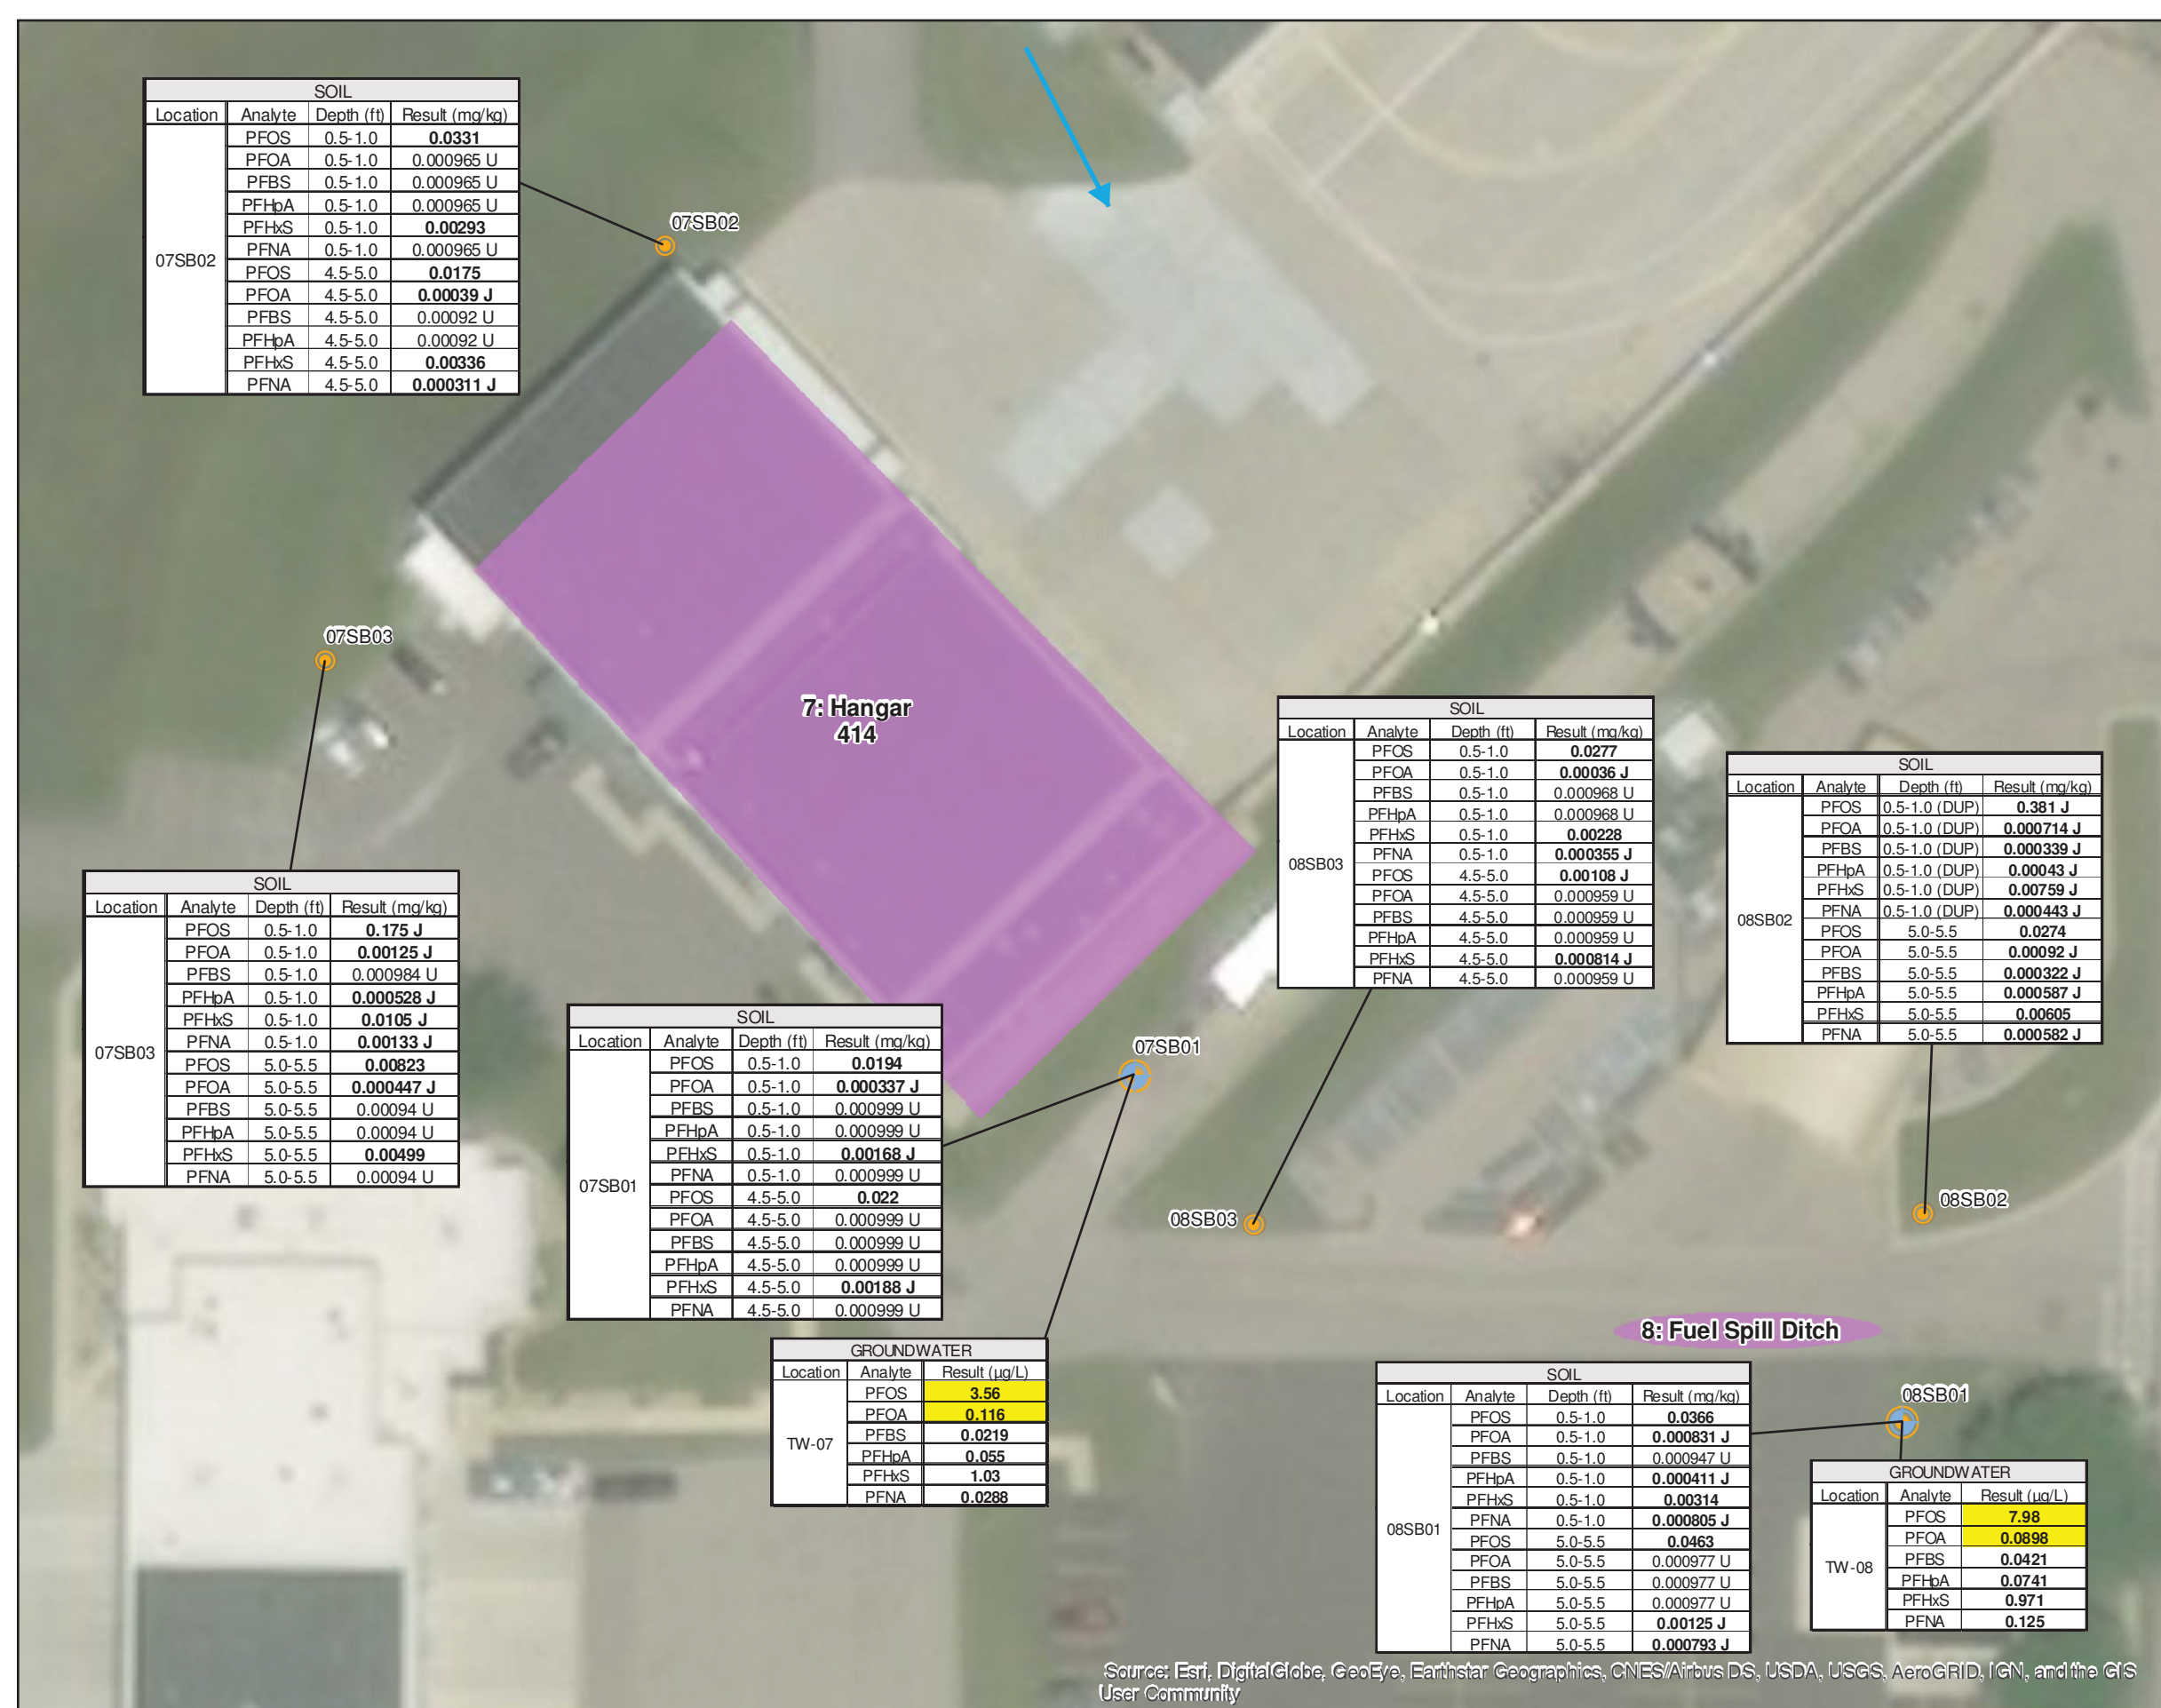 SOIL
Location Analyte Depth (ft) Result (mg/kg)
07SB02
PFOS 0.5-1.0 0.0331
PFOA 0.5-1.0 0.000965 U
PFBS 0.5-1.0 0.000965 U
PFHpA 0.5-1.0 0.000965 U
PFHxS 0.5-1.0 0.00293
PFNA 0.5-1.0 0.000965 U
PFOS 4.5-5.0 0.0175
PFOA 4.5-5.0 0.00039 J
PFBS 4.5-5.0 0.00092 U
PFHpA 4.5-5.0 0.00092 U
PFHxS 4.5-5.0 0.00336
PFNA 4.5-5.0 0.000311 J
07SB02
07SB03
7: Hangar
414
SOIL
Location Analyte Depth (ft) Result (mg/kg)
08SB03
PFOS 0.5-1.0 0.0277
PFOA 0.5-1.0 0.00036 J
PFBS 0.5-1.0 0.000968 U
PFHpA 0.5-1.0 0.000968 U
PFHxS 0.5-1.0 0.00228
PFNA 0.5-1.0 0.000355 J
PFOS 4.5-5.0 0.00108 J
PFOA 4.5-5.0 0.000959 U
PFBS 4.5-5.0 0.000959 U
PFHpA 4.5-5.0 0.000959 U
PFHxS 4.5-5.0 0.000814 J
PFNA 4.5-5.0 0.000959 U
SOIL
Location Analyte Depth (ft) Result (mg/kg)
08SB02
PFOS 0.5-1.0 (DUP) 0.381 J
PFOA 0.5-1.0 (DUP) 0.000714 J
PFBS 0.5-1.0 (DUP) 0.000339 J
PFHpA 0.5-1.0 (DUP) 0.00043 J
PFHxS 0.5-1.0 (DUP) 0.00759 J
PFNA 0.5-1.0 (DUP) 0.000443 J
PFOS 5.0-5.5 0.0274
PFOA 5.0-5.5 0.00092 J
PFBS 5.0-5.5 0.000322 J
PFHpA 5.0-5.5 0.000587 J
PFHxS 5.0-5.5 0.00605
PFNA 5.0-5.5 0.000582 J
SOIL
Location Analyte Depth (ft) Result (mg/kg)
07SB03
PFOS 0.5-1.0 0.175 J
PFOA 0.5-1.0 0.00125 J
PFBS 0.5-1.0 0.000984 U
PFHpA 0.5-1.0 0.000528 J
PFHxS 0.5-1.0 0.0105 J
PFNA 0.5-1.0 0.00133 J
PFOS 5.0-5.5 0.00823
PFOA 5.0-5.5 0.000447 J
PFBS 5.0-5.5 0.00094 U
PFHpA 5.0-5.5 0.00094 U
PFHxS 5.0-5.5 0.00499
PFNA 5.0-5.5 0.00094 U
SOIL
Location Analyte Depth (ft) Result (mg/kg)
07SB01
PFOS 0.5-1.0 0.0194
PFOA 0.5-1.0 0.000337 J
PFBS 0.5-1.0 0.000999 U
PFHpA 0.5-1.0 0.000999 U
PFHxS 0.5-1.0 0.00168 J
PFNA 0.5-1.0 0.000999 U
PFOS 4.5-5.0 0.022
PFOA 4.5-5.0 0.000999 U
PFBS 4.5-5.0 0.000999 U
PFHpA 4.5-5.0 0.000999 U
PFHxS 4.5-5.0 0.00188 J
PFNA 4.5-5.0 0.000999 U
07SB01
08SB03
08SB02
8: Fuel Spill Ditch
GROUNDWATER
Location Analyte Result (µg/L)
TW-07
PFOS 3.56
PFOA 0.116
PFBS 0.0219
PFHpA 0.055
PFHxS 1.03
PFNA 0.0288
SOIL
Location Analyte Depth (ft) Result (mg/kg)
08SB01
PFOS 0.5-1.0 0.0366
PFOA 0.5-1.0 0.000831 J
PFBS 0.5-1.0 0.000947 U
PFHpA 0.5-1.0 0.000411 J
PFHxS 0.5-1.0 0.00314
PFNA 0.5-1.0 0.000805 J
PFOS 5.0-5.5 0.0463
PFOA 5.0-5.5 0.000977 U
PFBS 5.0-5.5 0.000977 U
PFHpA 5.0-5.5 0.000977 U
PFHxS 5.0-5.5 0.00125 J
PFNA 5.0-5.5 0.000793 J
08SB01
GROUNDWATER
Location Analyte Result (µg/L)
TW-08
PFOS 7.98
PFOA 0.0898
PFBS 0.0421
PFHpA 0.0741
PFHxS 0.971
PFNA 0.125
Source: Esri, DigitalGlobe, GeoEye, Earthstar Geographics, CNES/Airbus DS, USDA, USGS, AeroGRID, IGN, and the GIS
User Community